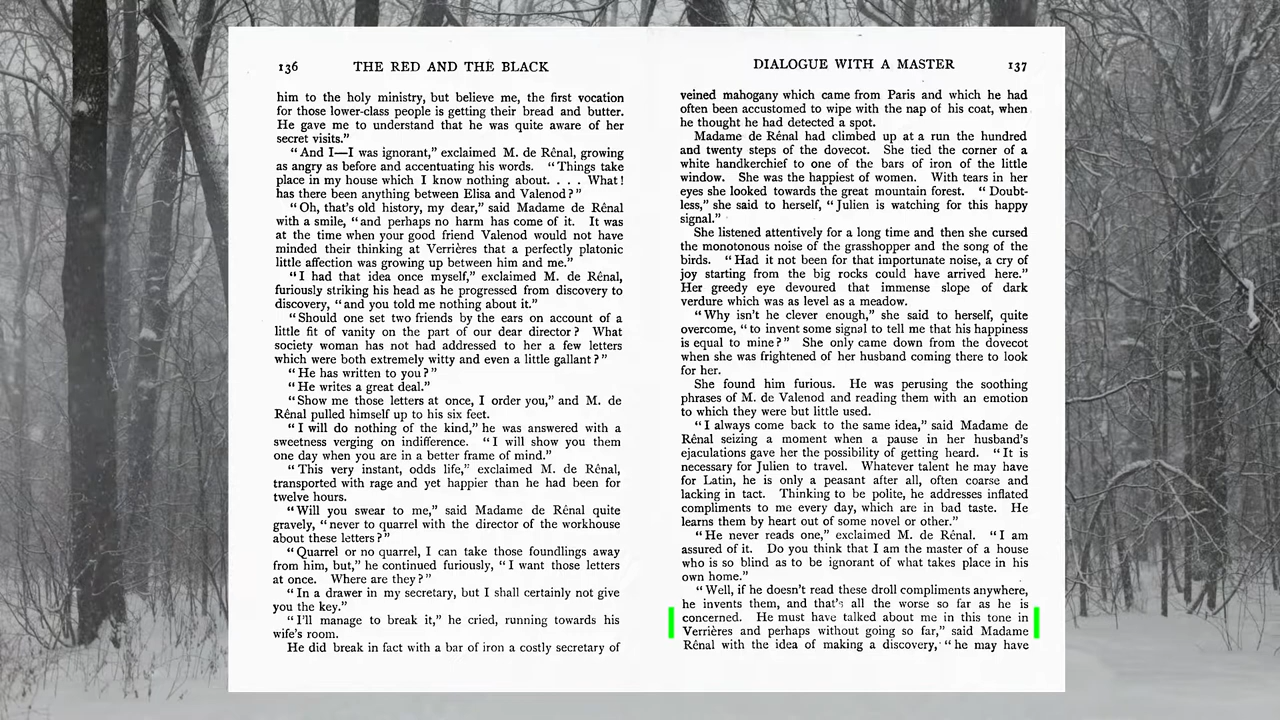 136 THE RED AND THE BLACK
him to the holy ministry, but believe me, the first vocation
for those lower-class people is getting their bread and butter.
He gave me to understand that he was quite aware of her
secret visits.”
“And I—I was ignorant,” exclaimed M. de Rênal, growing
as angry as before and accentuating his words. “Things take
place in my house which I know nothing about. . . . What!
has there been anything between Elisa and Valenod?”
“Oh, that’s old history, my dear,” said Madame de Rênal
with a smile, “and perhaps no harm has come of it. It was
at the time when your good friend Valenod would not have
minded their thinking at Verrières that a perfectly platonic
little affection was growing up between him and me.”
“I had that idea once myself,” exclaimed M. de Rênal,
furiously striking his head as he progressed from discovery to
discovery, “and you told me nothing about it.”
“Should one set two friends by the ears on account of a
little fit of vanity on the part of our dear director? What
society woman has not had addressed to her a few letters
which were both extremely witty and even a little gallant?”
“He has written to you?”
“He writes a great deal.”
“Show me those letters at once, I order you,” and M. de
Rênal pulled himself up to his six feet.
“I will do nothing of the kind,” he was answered with a
sweetness verging on indifference. “I will show you them
one day when you are in a better frame of mind.”
“This very instant, odds life,” exclaimed M. de Rênal,
transported with rage and yet happier than he had been for
twelve hours.
“Will you swear to me,” said Madame de Rênal quite
gravely, “never to quarrel with the director of the workhouse
about these letters?”
“Quarrel or no quarrel, I can take those foundlings away
from him, but,” he continued furiously, “I want those letters
at once. Where are they?”
“In a drawer in my secretary, but I shall certainly not give
you the key.”
“I’ll manage to break it,” he cried, running towards his
wife’s room.
He did break in fact with a bar of iron a costly secretary of
DIALOGUE WITH A MASTER 137
veined mahogany which came from Paris and which he had
often been accustomed to wipe with the nap of his coat, when
he thought he had detected a spot.
Madame de Rênal had climbed up at a run the hundred
and twenty steps of the dovecot. She tied the corner of a
white handkerchief to one of the bars of iron of the little
window. She was the happiest of women. With tears in her
eyes she looked towards the great mountain forest. “Doubt-
less,” she said to herself, “Julien is watching for this happy
signal.”
She listened attentively for a long time and then she cursed
the monotonous noise of the grasshopper and the song of the
birds. “Had it not been for that importunate noise, a cry of
joy starting from the big rocks could have arrived here.”
Her greedy eye devoured that immense slope of dark
verdure which was as level as a meadow.
“Why isn’t he clever enough,” she said to herself, quite
overcome, “to invent some signal to tell me that his happiness
is equal to mine?” She only came down from the dovecot
when she was frightened of her husband coming there to look
for her.
She found him furious. He was perusing the soothing
phrases of M. de Valenod and reading them with an emotion
to which they were but little used.
“I always come back to the same idea,” said Madame de
Rênal seizing a moment when a pause in her husband’s
ejaculations gave her the possibility of getting heard. “It is
necessary for Julien to travel. Whatever talent he may have
for Latin, he is only a peasant after all, often coarse and
lacking in tact. Thinking to be polite, he addresses inflated
compliments to me every day, which are in bad taste. He
learns them by heart out of some novel or other.”
“He never reads one,” exclaimed M. de Rênal. “I am
assured of it. Do you think that I am the master of a house
who is so blind as to be ignorant of what takes place in his
own home.”
“Well, if he doesn’t read these droll compliments anywhere,
he invents them, and that’s all the worse so far as he is
concerned. He must have talked about me in this tone in
Verrières and perhaps without going so far,” said Madame
Rênal with the idea of making a discovery, “he may have